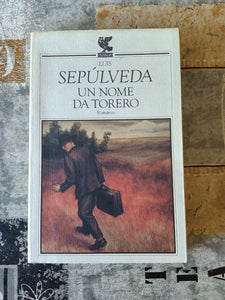 LUIS
SEPÚLVEDA
UN NOME
DA TORERO
Romanzo